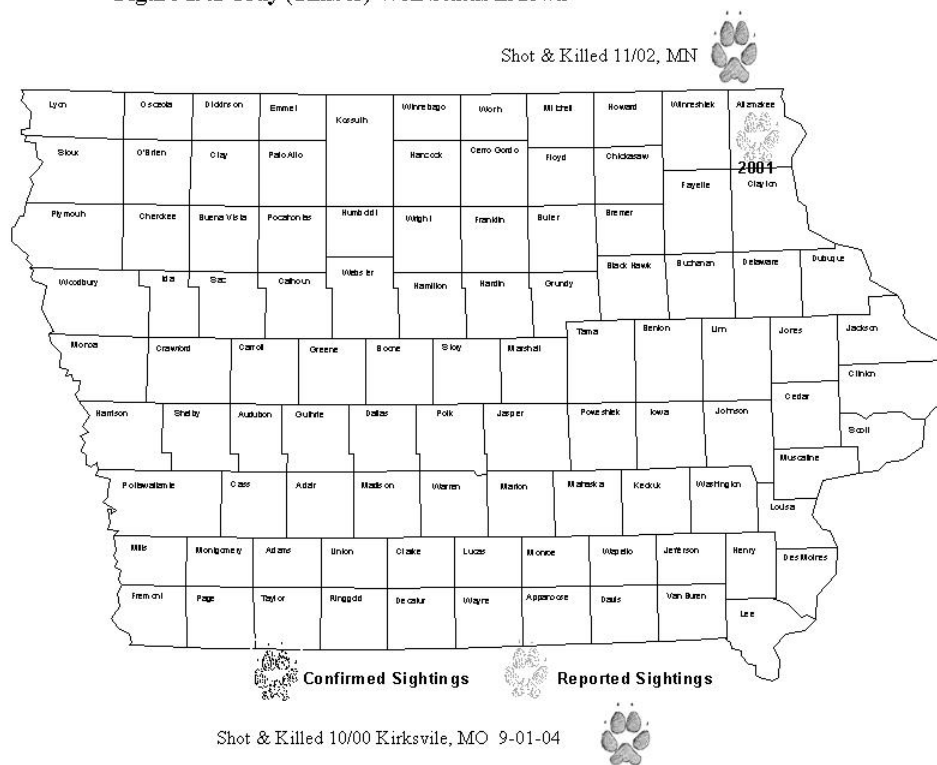 Gray (Timber) Wolf
Shot & Killed 11/02, MN
Lyon Osceola Dickinson Emmet Kossuth Winnebago Worth Mitchell Howard Winneshiek Allamakee
Sioux O'Brien Clay Palo Alto Hancock Cerro Gordo Floyd Chickasaw
2001
Fayette Clayton
Plymouth Cherokee Buena Vista Pocahontas Humboldt Wright Franklin Butler Bremer
Woodbury Ida Sac Calhoun Webster Hamilton Hardin Grundy Black Hawk Buchanan Delaware Dubuque
Monona Crawford Carroll Greene Boone Story Marshall Tama Benton Linn Jones Jackson
Clinton
Harrison Shelby Audubon Guthrie Dallas Polk Jasper Poweshiek Iowa Johnson Cedar
Scott
Muscatine
Pottawattamie Cass Adair Madison Warren Marion Mahaska Keokuk Washington
Louisa
Mills Montgomery Adams Union Clarke Lucas Monroe Wapello Jefferson Henry Des Moines
Fremont Page Taylor Ringgold Decatur Wayne Appanoose Davis Van Buren Lee
Confirmed Sightings Reported Sightings
Shot & Killed 10/00 Kirksvile, MO 9-01-04